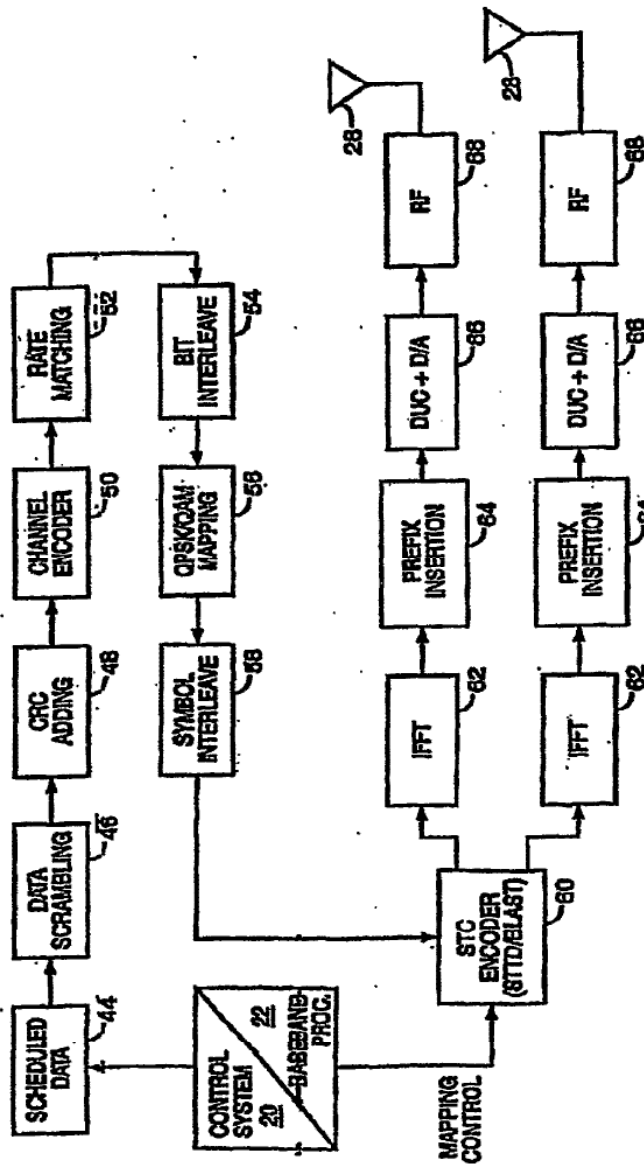 SCHEDULED
DATA
44
DATA
SCRAMBLING
46
CRC
ADDING
48
CHANNEL
ENCODER
50
RATE
MATCHING
52
CONTROL
SYSTEM
20
22
BASEBAND
PROC.
SYMBOL
INTERLEAVE
58
QPSK/QAM
MAPPING
56
BIT
INTERLEAVE
54
MAPPING
CONTROL
STC
ENCODER
(STTD/BLAST)
60
IFFT
62
PREFIX
INSERTION
64
DUC + D/A
66
RF
68
28
IFFT
62
PREFIX
INSERTION
64
DUC + D/A
66
RF
68
28